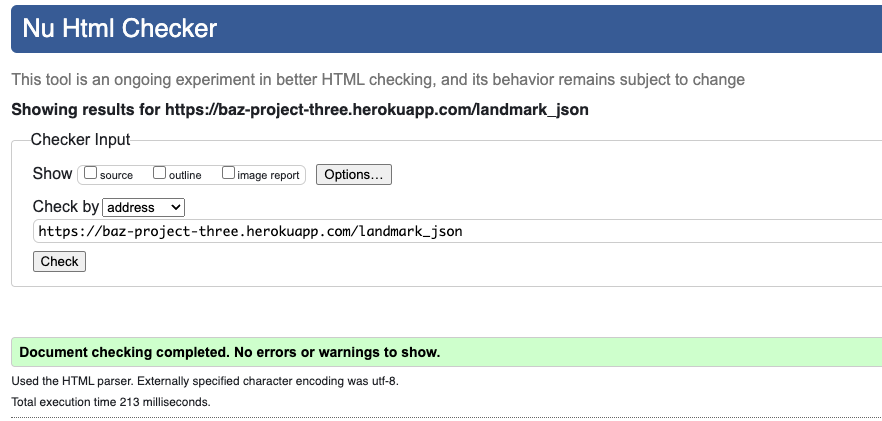 Nu Html Checker
This tool is an ongoing experiment in better HTML checking, and its behavior remains subject to change
Showing results for https://baz-project-three.herokuapp.com/landmark_json
Checker Input
Show source outline image report Options...
Check by address
https://baz-project-three.herokuapp.com/landmark_json
Check
Document checking completed. No errors or warnings to show.
Used the HTML parser. Externally specified character encoding was utf-8.
Total execution time 213 milliseconds.